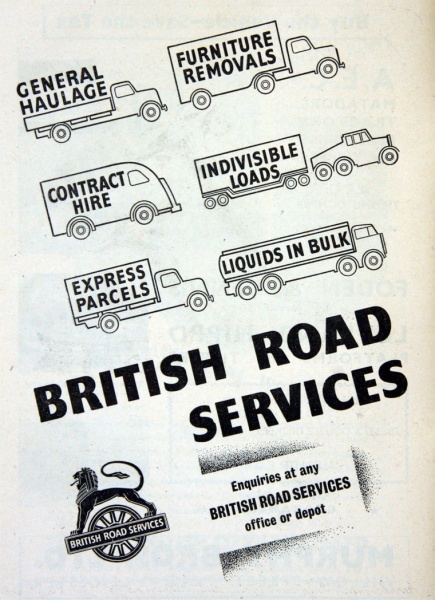 GENERAL
HAULAGE
FURNITURE
REMOVALS
CONTRACT
HIRE
INDIVISIBLE
LOADS
EXPRESS
PARCELS
LIQUIDS IN BULK
BRITISH ROAD
SERVICES
BRITISH ROAD SERVICES
Enquiries at any
BRITISH ROAD SERVICES
office or depot